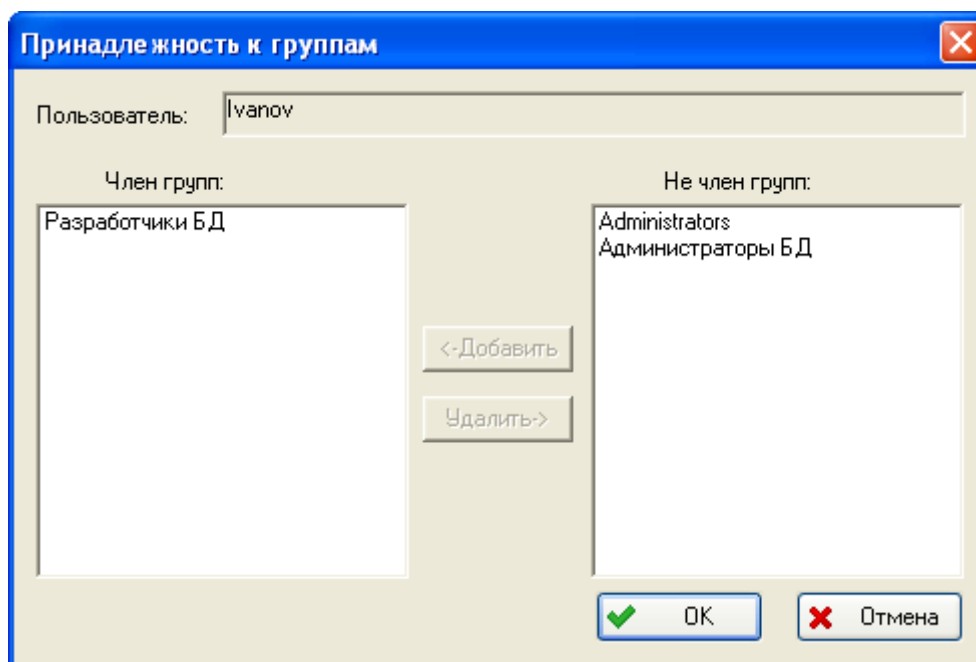 Принадлежность к группам
Пользователь: Ivanov
Член групп:
Не член групп:
Разработчики БД
Administrators
Администраторы БД
<-Добавить
Удалить->
OK
Отмена